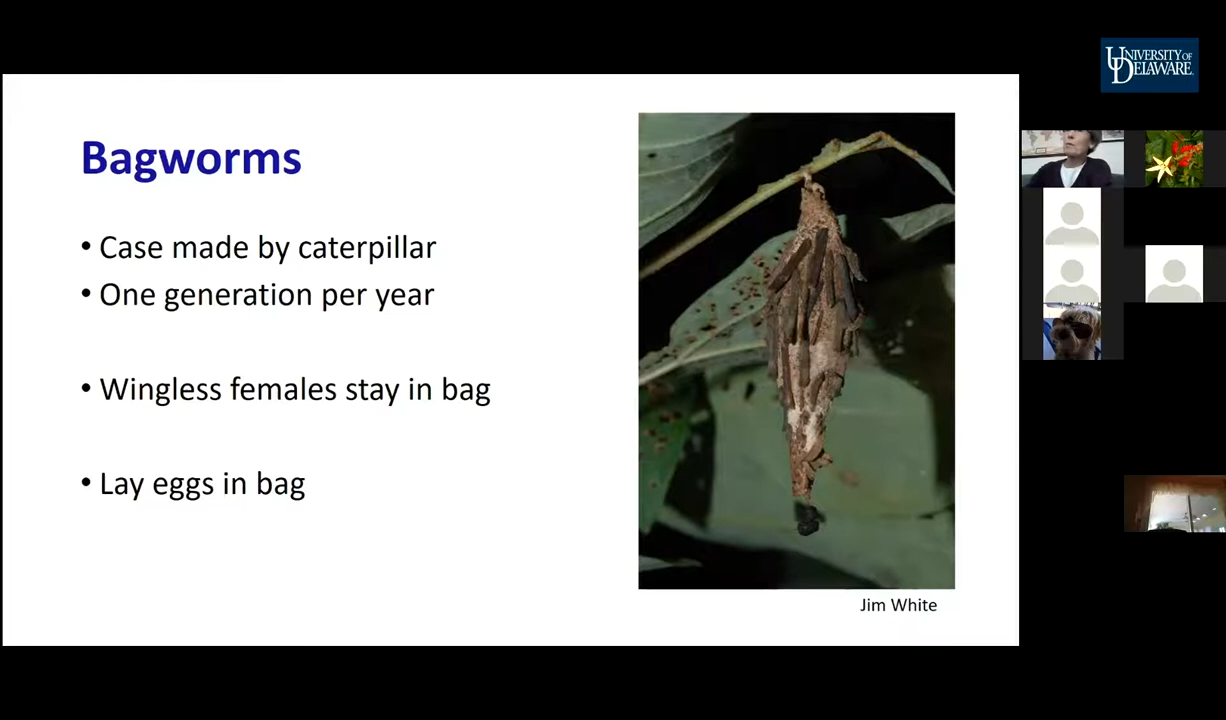 UNIVERSITY OF
DELAWARE
Bagworms
• Case made by caterpillar
• One generation per year
• Wingless females stay in bag
• Lay eggs in bag
Jim White